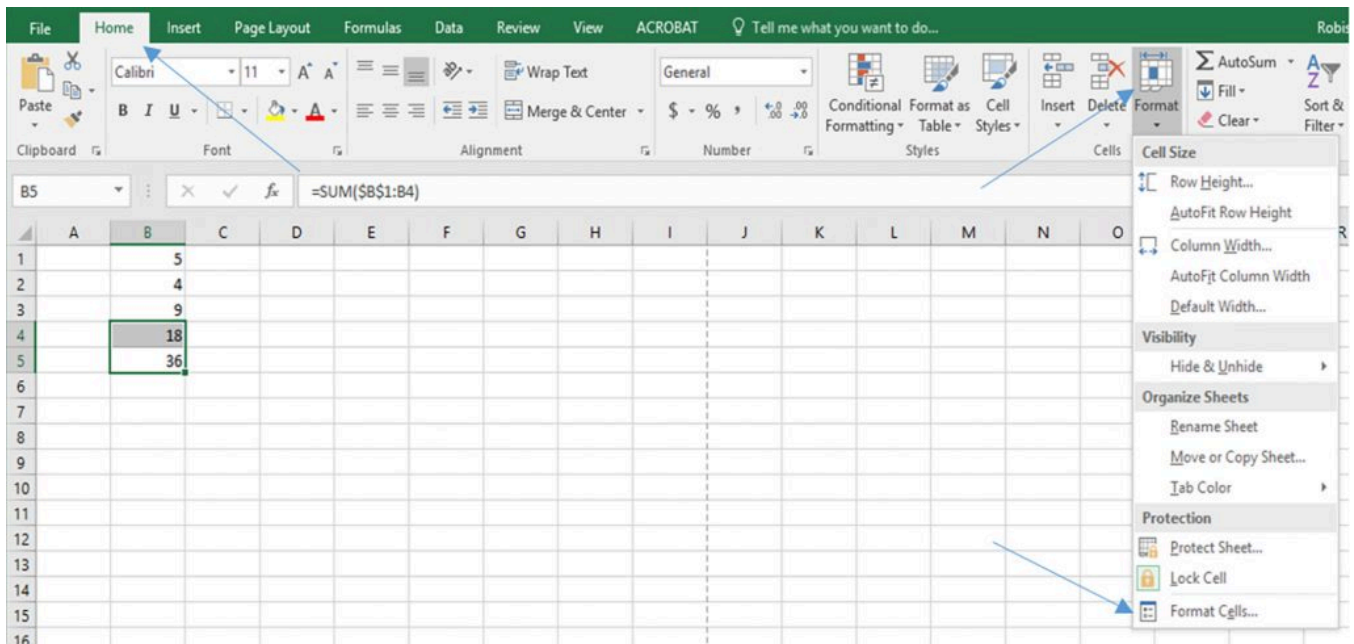 File Home Insert Page Layout Formulas Data Review View ACROBAT Tell me what you want to do...
Paste
Clipboard
Calibri 11 A A
B I U A
Font
Wrap Text
Merge & Center
Alignment
General
$ % , .0 .00 .00 .0
Number
Conditional Formatting
Format as Table
Cell Styles
Styles
Insert Delete Format
Cells
Σ AutoSum
Fill
Clear
A Z
Sort &
Filter
B5 fx =SUM($B$1:B4)
A B C D E F G H I J K L M N O R
1 5
2 4
3 9
4 18
5 36
6
7
8
9
10
11
12
13
14
15
16
Cell Size
Row Height...
AutoFit Row Height
Column Width...
AutoFit Column Width
Default Width...
Visibility
Hide & Unhide
Organize Sheets
Rename Sheet
Move or Copy Sheet...
Tab Color
Protection
Protect Sheet...
Lock Cell
Format Cells...